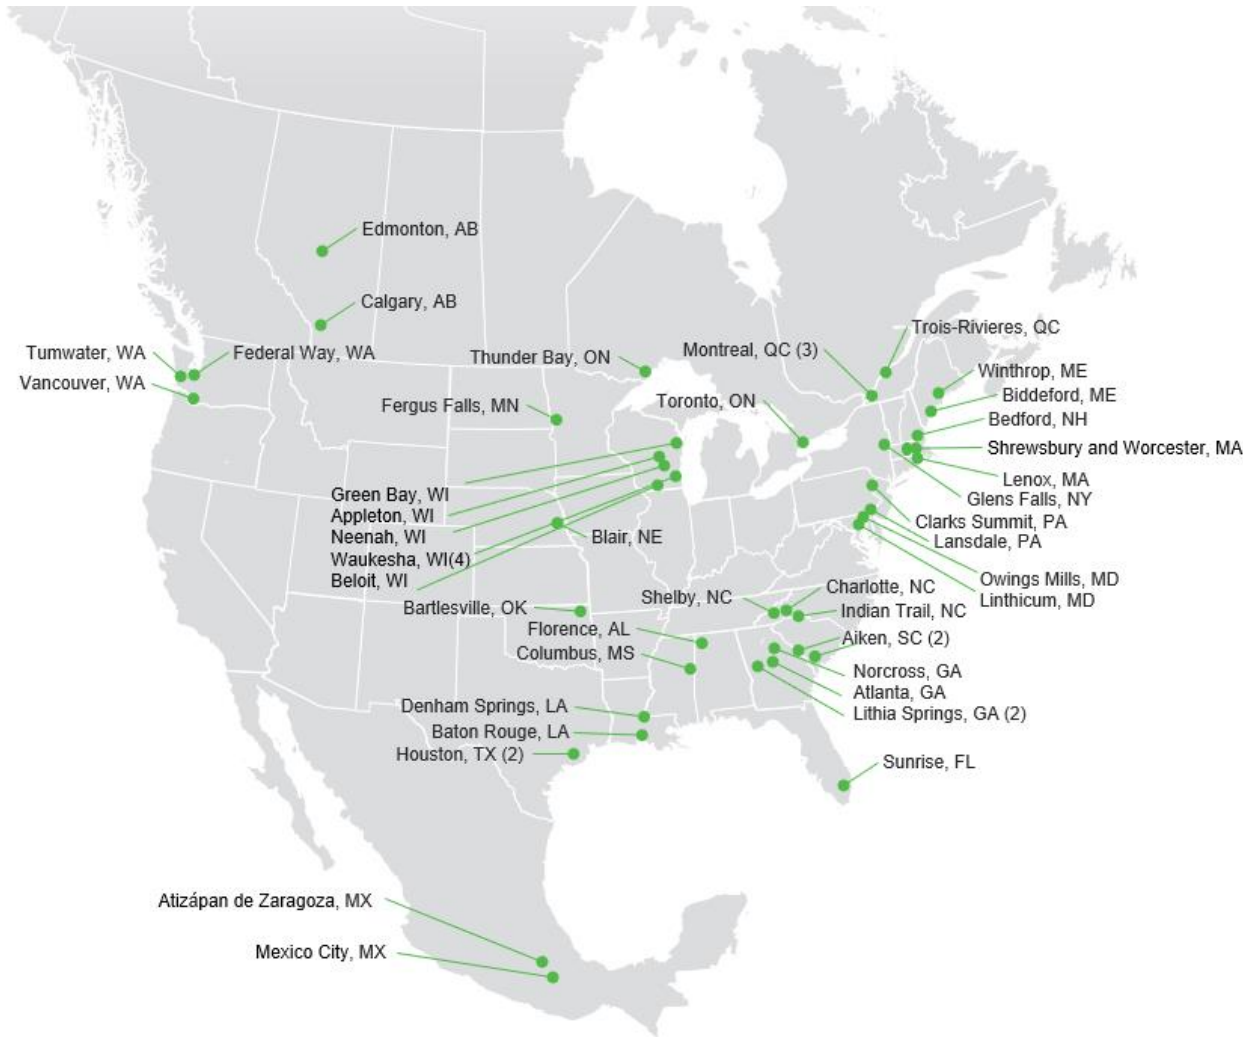 Edmonton, AB
Calgary, AB
Trois-Rivieres, QC
Tumwater, WA
Federal Way, WA
Thunder Bay, ON
Montreal, QC (3)
Winthrop, ME
Vancouver, WA
Fergus Falls, MN
Toronto, ON
Biddeford, ME
Bedford, NH
Shrewsbury and Worcester, MA
Lenox, MA
Glens Falls, NY
Green Bay, WI
Appleton, WI
Neenah, WI
Waukesha, WI(4)
Beloit, WI
Blair, NE
Clarks Summit, PA
Lansdale, PA
Owings Mills, MD
Linthicum, MD
Bartlesville, OK
Shelby, NC
Charlotte, NC
Indian Trail, NC
Florence, AL
Columbus, MS
Aiken, SC (2)
Norcross, GA
Atlanta, GA
Lithia Springs, GA (2)
Denham Springs, LA
Baton Rouge, LA
Houston, TX (2)
Sunrise, FL
Atizápan de Zaragoza, MX
Mexico City, MX